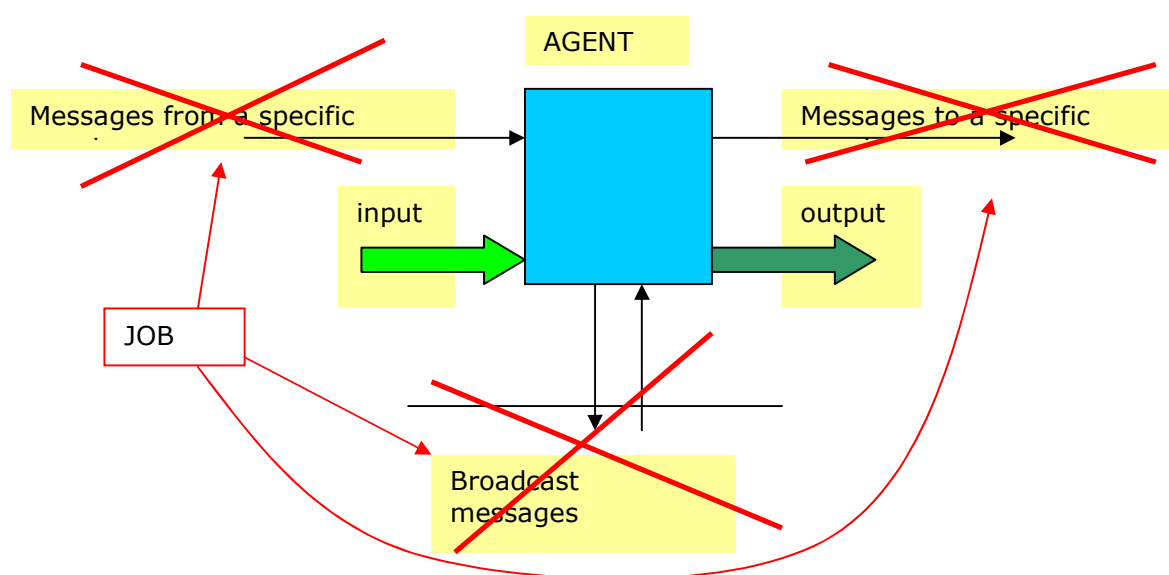 AGENT
Messages from a specific
Messages to a specific
input
output
JOB
Broadcast
messages